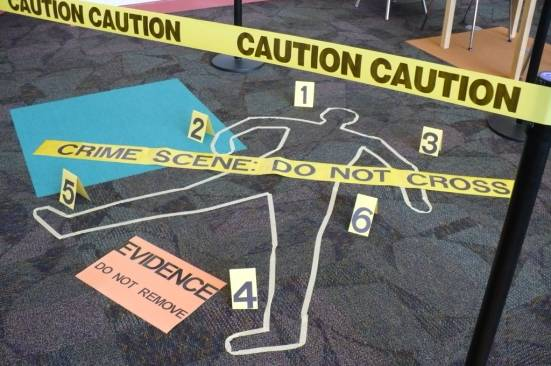 CAUTION CAUTION CAUTION CAUTION
1
2
3
CRIME SCENE: DO NOT CROSS
5
6
EVIDENCE
DO NOT REMOVE
4